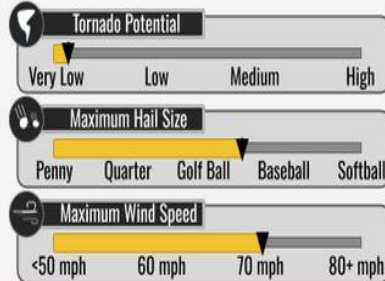 Tornado Potential
Very Low Low Medium High
Maximum Hail Size
Penny Quarter Golf Ball Baseball Softball
Maximum Wind Speed
<50 mph 60 mph 70 mph 80+ mph